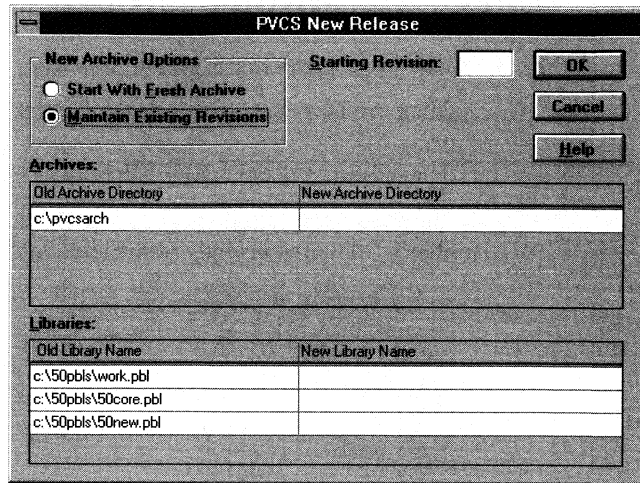 PVCS New Release
New Archive Options
Start With Fresh Archive
Maintain Existing Revisions
Starting Revision:
OK
Cancel
Help
Archives:
Old Archive Directory New Archive Directory
c:\pvcsarch
Libraries:
Old Library Name New Library Name
c:\50pbls\work.pbl
c:\50pbls\50core.pbl
c:\50pbls\50new.pbl